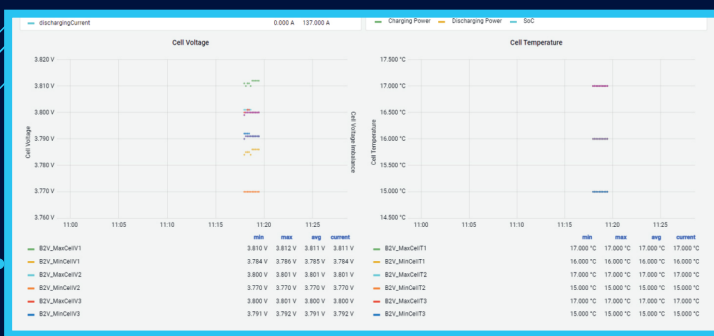 dischargingCurrent 0.000 A 137.000 A
Charging Power Discharging Power SoC
Cell Voltage
3.820 V
3.810 V
3.800 V
3.790 V
3.780 V
3.770 V
3.760 V
Cell Voltage
Cell Voltage Imbalance
11:00 11:05 11:10 11:15 11:20 11:25
min max avg current
B2V_MaxCellV1 3.810 V 3.812 V 3.811 V 3.811 V
B2V_MinCellV1 3.784 V 3.786 V 3.785 V 3.784 V
B2V_MaxCellV2 3.800 V 3.801 V 3.801 V 3.801 V
B2V_MinCellV2 3.770 V 3.770 V 3.770 V 3.770 V
B2V_MaxCellV3 3.800 V 3.801 V 3.800 V 3.800 V
B2V_MinCellV3 3.791 V 3.792 V 3.791 V 3.792 V
Cell Temperature
17.500 °C
17.000 °C
16.500 °C
16.000 °C
15.500 °C
15.000 °C
14.500 °C
Cell Temperature
11:00 11:05 11:10 11:15 11:20 11:25
min max avg current
B2V_MaxCellT1 17.000 °C 17.000 °C 17.000 °C 17.000 °C
B2V_MinCellT1 16.000 °C 16.000 °C 16.000 °C 16.000 °C
B2V_MaxCellT2 17.000 °C 17.000 °C 17.000 °C 17.000 °C
B2V_MinCellT2 15.000 °C 15.000 °C 15.000 °C 15.000 °C
B2V_MaxCellT3 17.000 °C 17.000 °C 17.000 °C 17.000 °C
B2V_MinCellT3 15.000 °C 15.000 °C 15.000 °C 15.000 °C